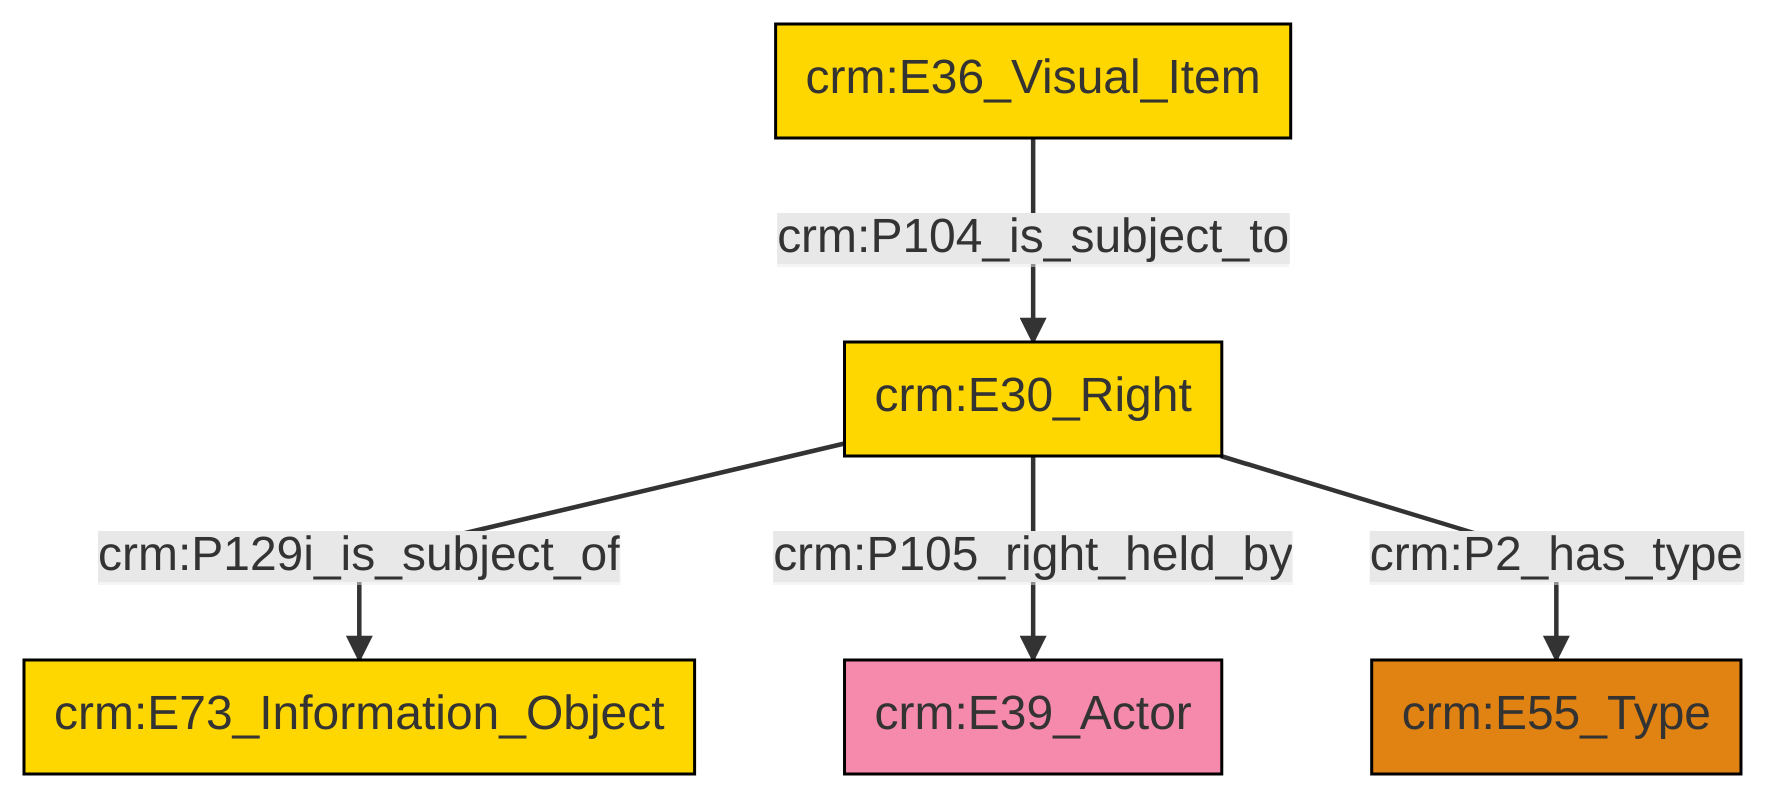 crm:E36_Visual_Item
crm:P104_is_subject_to
crm:E30_Right
crm:P129i_is_subject_of
crm:P105_right_held_by
crm:P2_has_type
crm:E73_Information_Object
crm:E39_Actor
crm:E55_Type